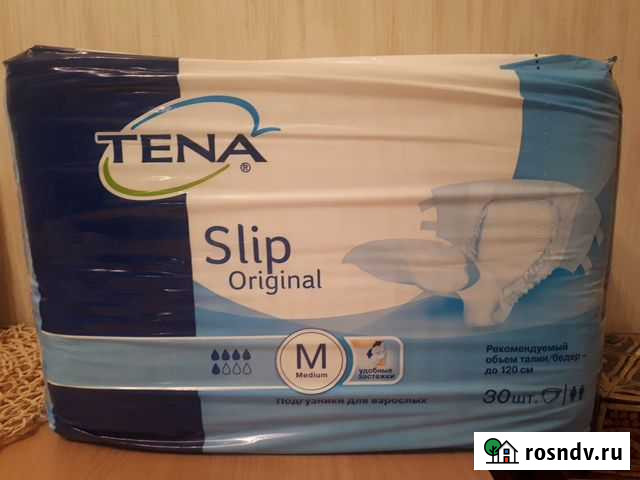 TENA®
Slip
Original
M
Medium
удобные
застежки
Рекомендуемый
объем талии/бедер –
до 120 см
Подгузники для взрослых
30шт.
rosndv.ru